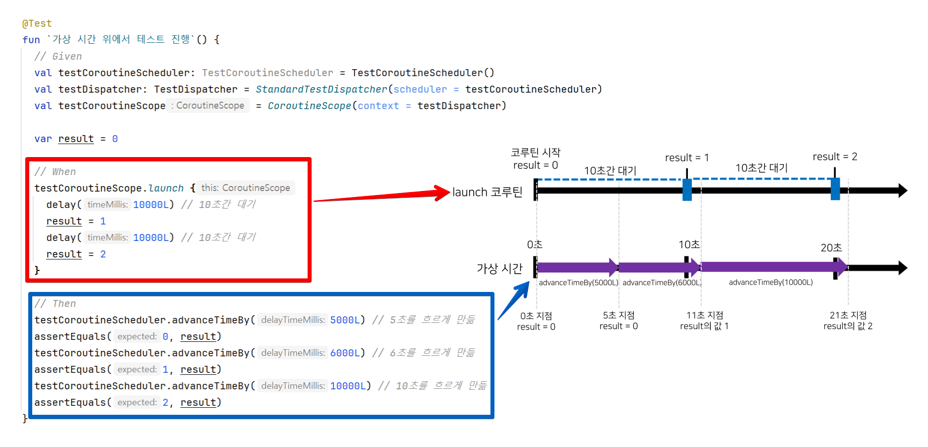 @Test
fun `가상 시간 위에서 테스트 진행`() {
// Given
val testCoroutineScheduler: TestCoroutineScheduler = TestCoroutineScheduler()
val testDispatcher: TestDispatcher = StandardTestDispatcher(scheduler = testCoroutineScheduler)
val testCoroutineScope : CoroutineScope = CoroutineScope(context = testDispatcher)
var result = 0
// When
testCoroutineScope.launch { this: CoroutineScope
delay( timeMillis: 10000L) // 10초간 대기
result = 1
delay( timeMillis: 10000L) // 10초간 대기
result = 2
}
// Then
testCoroutineScheduler.advanceTimeBy( delayTimeMillis: 5000L) // 5초를 흐르게 만듦
assertEquals( expected: 0, result)
testCoroutineScheduler.advanceTimeBy( delayTimeMillis: 6000L) // 6초를 흐르게 만듦
assertEquals( expected: 1, result)
testCoroutineScheduler.advanceTimeBy( delayTimeMillis: 10000L) // 10초를 흐르게 만듦
assertEquals( expected: 2, result)
}
코루틴 시작
result = 0
10초간 대기
result = 1
10초간 대기
result = 2
launch 코루틴
0초
10초
20초
가상 시간
advanceTimeBy(5000L)
advanceTimeBy(6000L)
advanceTimeBy(10000L)
0초 지점
result = 0
5초 지점
result = 0
11초 지점
result의 값 1
21초 지점
result의 값 2